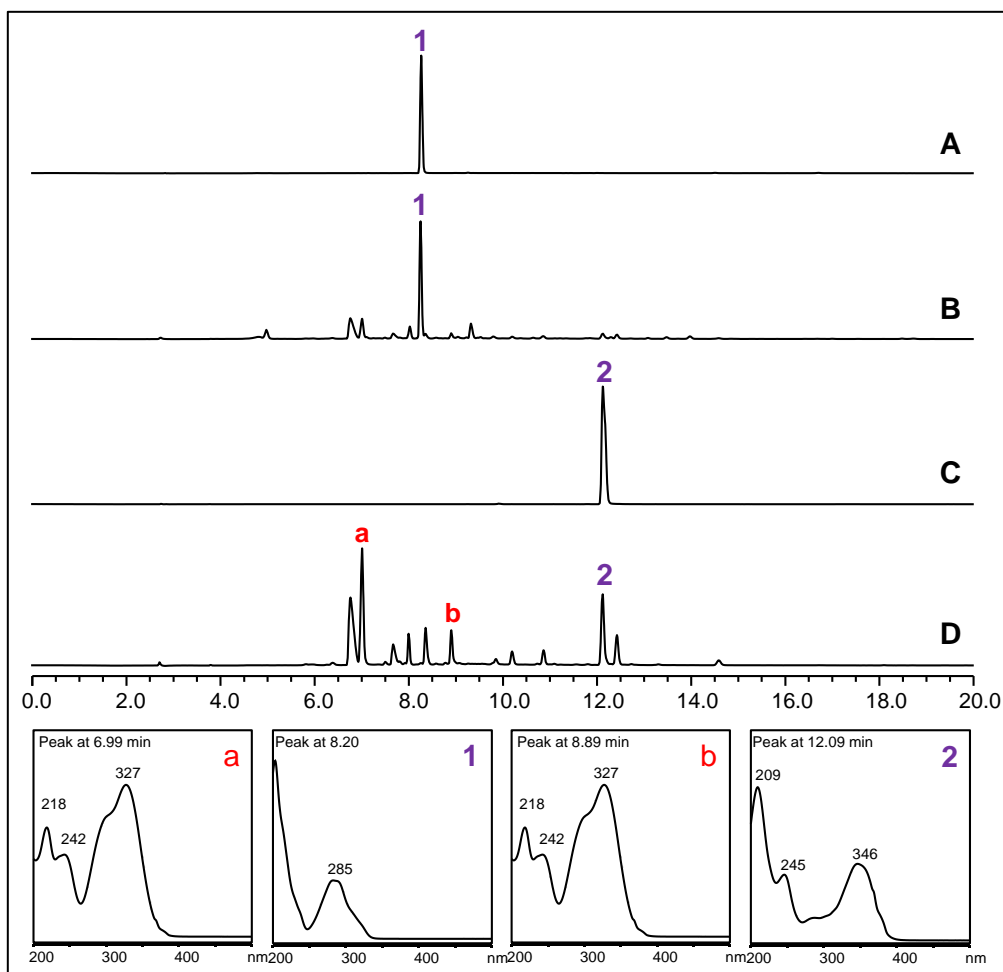 1
A
1
B
2
C
a
b
2
D
0.0 2.0 4.0 6.0 8.0 10.0 12.0 14.0 16.0 18.0 20.0
Peak at 6.99 min a
327
218
242
200 300 400 nm
Peak at 8.20 1
285
200 300 400 nm
Peak at 8.89 min b
327
218
242
200 300 400 nm
Peak at 12.09 min 2
209
245
346
200 300 400 nm